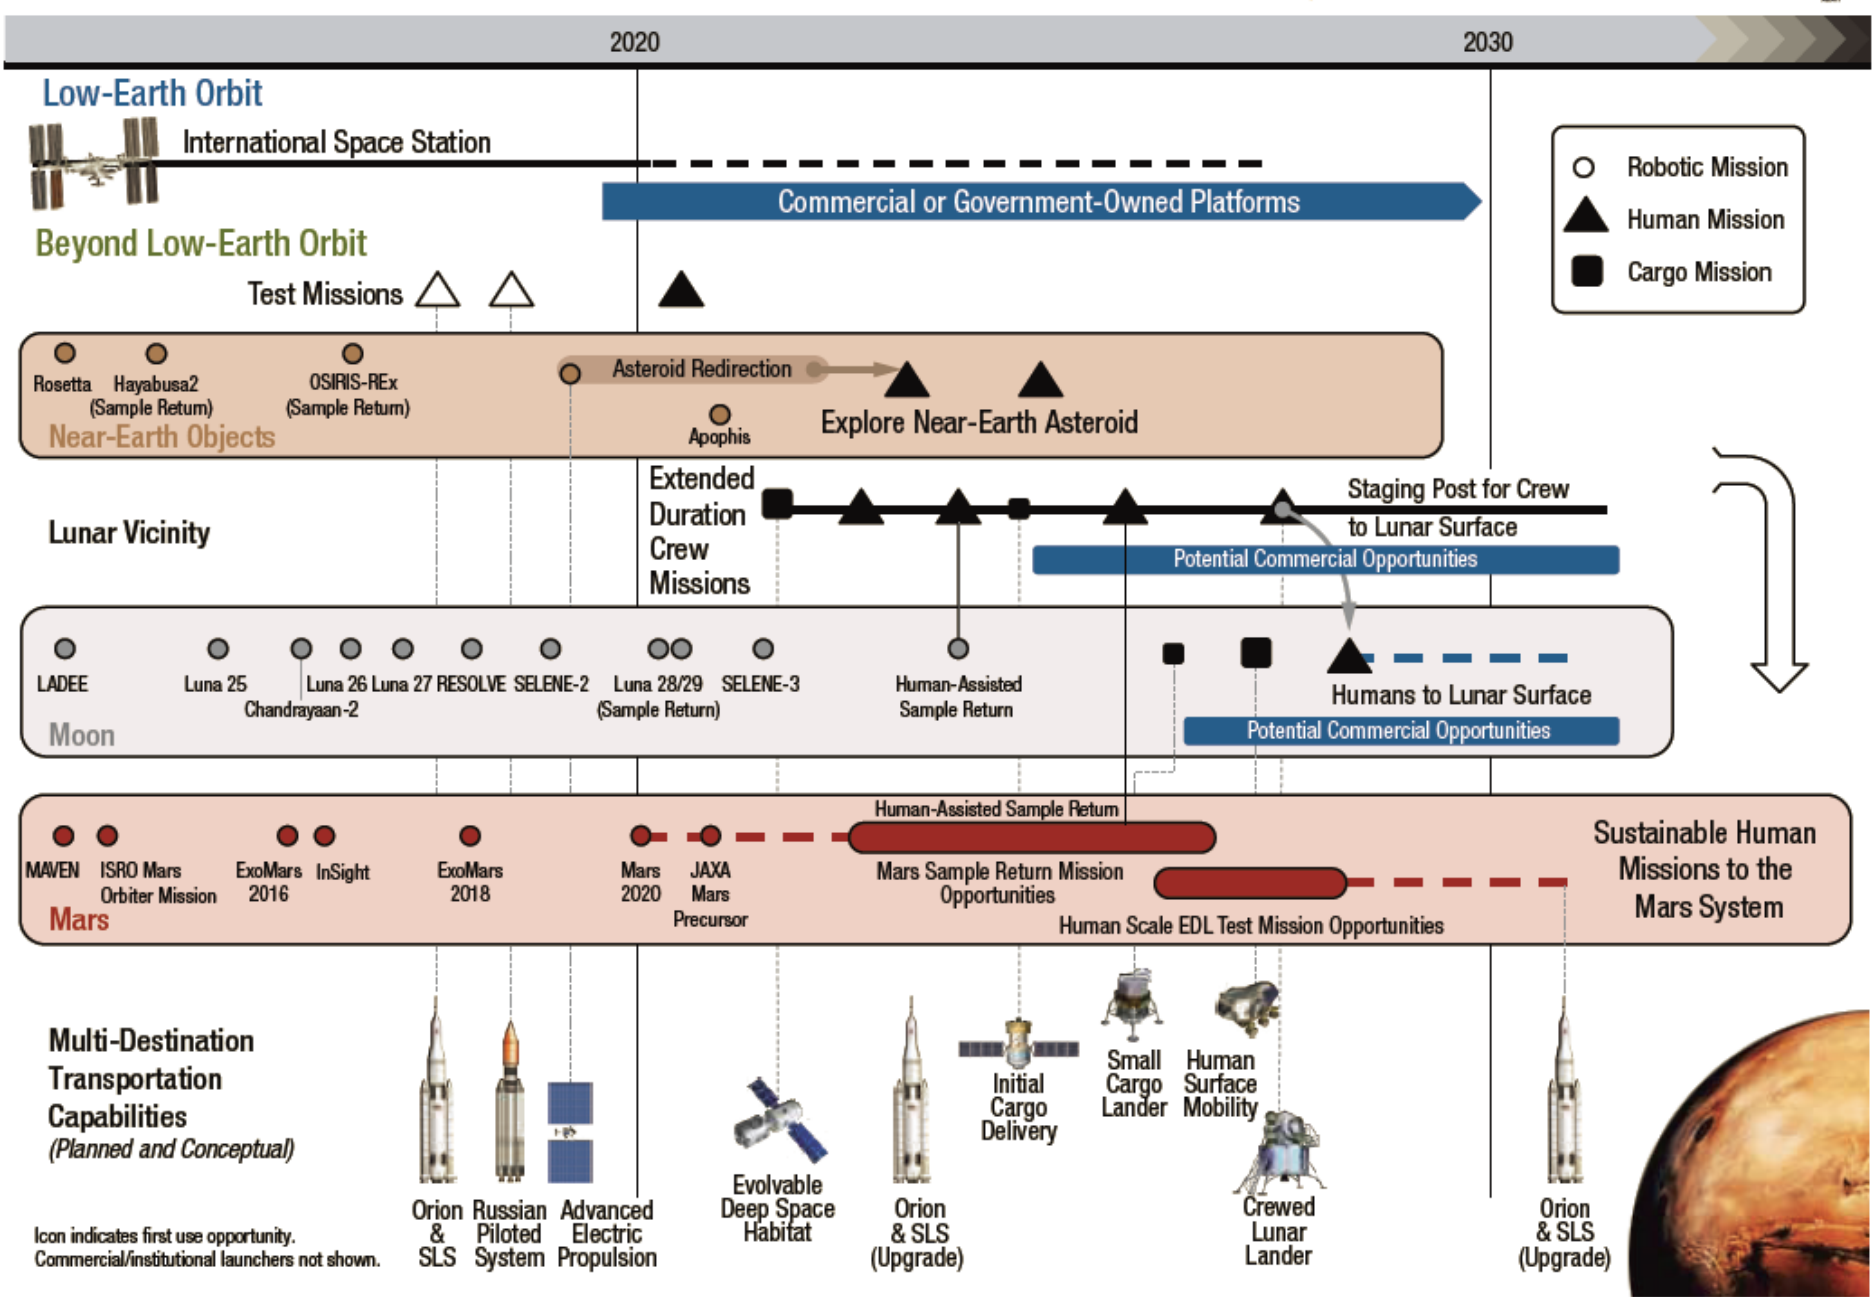 2020
2030
Low-Earth Orbit
International Space Station
Commercial or Government-Owned Platforms
Robotic Mission
Human Mission
Cargo Mission
Beyond Low-Earth Orbit
Test Missions
Rosetta
Hayabusa2
(Sample Return)
OSIRIS-REx
(Sample Return)
Asteroid Redirection
Apophis
Explore Near-Earth Asteroid
Near-Earth Objects
Lunar Vicinity
Extended
Duration
Crew
Missions
Staging Post for Crew
to Lunar Surface
Potential Commercial Opportunities
LADEE
Luna 25
Chandrayaan-2
Luna 26
Luna 27
RESOLVE
SELENE-2
Luna 28/29
(Sample Return)
SELENE-3
Human-Assisted
Sample Return
Humans to Lunar Surface
Potential Commercial Opportunities
Moon
MAVEN
ISRO Mars
Orbiter Mission
ExoMars
2016
InSight
ExoMars
2018
Mars
2020
JAXA
Mars
Precursor
Human-Assisted Sample Return
Mars Sample Return Mission
Opportunities
Human Scale EDL Test Mission Opportunities
Sustainable Human
Missions to the
Mars System
Mars
Multi-Destination
Transportation
Capabilities
(Planned and Conceptual)
Icon indicates first use opportunity.
Commercial/institutional launchers not shown.
Orion
&
SLS
Russian
Piloted
System
Advanced
Electric
Propulsion
Evolvable
Deep Space
Habitat
Orion
& SLS
(Upgrade)
Initial
Cargo
Delivery
Small
Cargo
Lander
Human
Surface
Mobility
Crewed
Lunar
Lander
Orion
& SLS
(Upgrade)